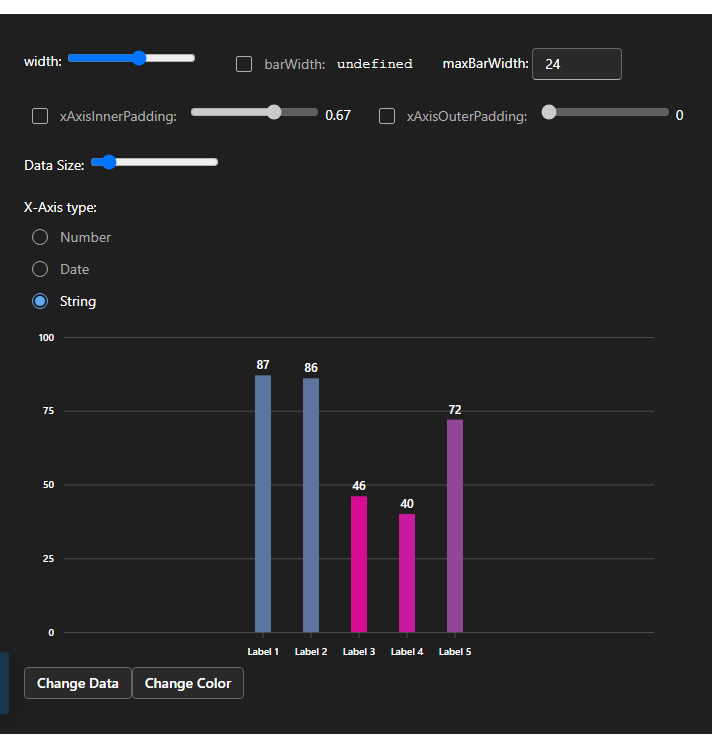 width: barWidth: undefined maxBarWidth: 24
xAxisInnerPadding: 0.67 xAxisOuterPadding: 0
Data Size:
X-Axis type:
Number
Date
String
100
87
86
75
72
50
46
40
25
0
Label 1 Label 2 Label 3 Label 4 Label 5
Change Data Change Color